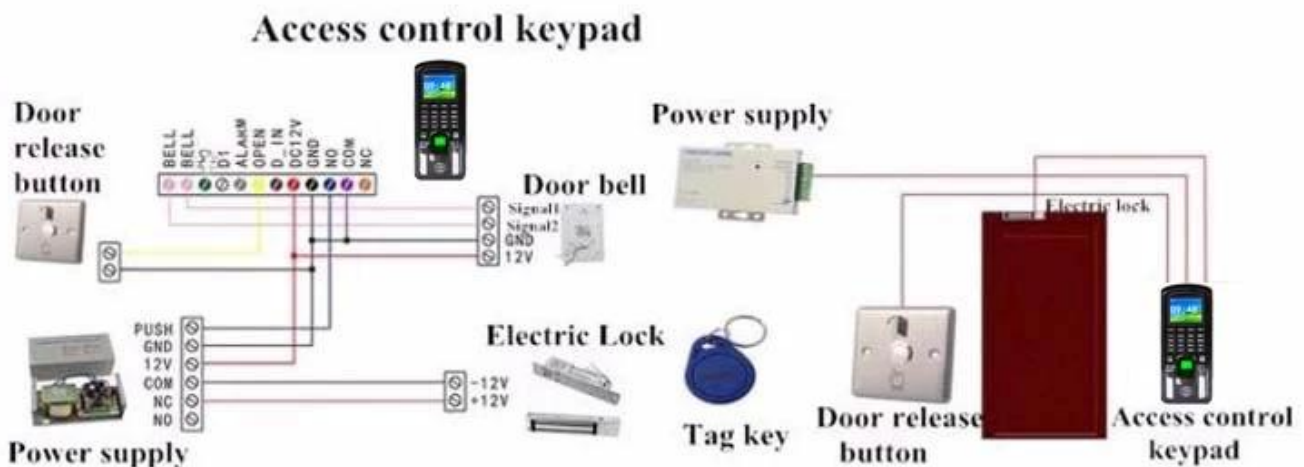 Access control keypad
Door
release
button
BELL
BELL
D1
ALAHM
OPEN
D_IN
DC12V
GND
NO
COM
NC
Door bell
Signal1
Signal2
GND
12V
PUSH
GND
12V
COM
NC
NO
Power supply
Electric Lock
-12V
+12V
Power supply
Tag key
Electric lock
Door release
button
Access control
keypad